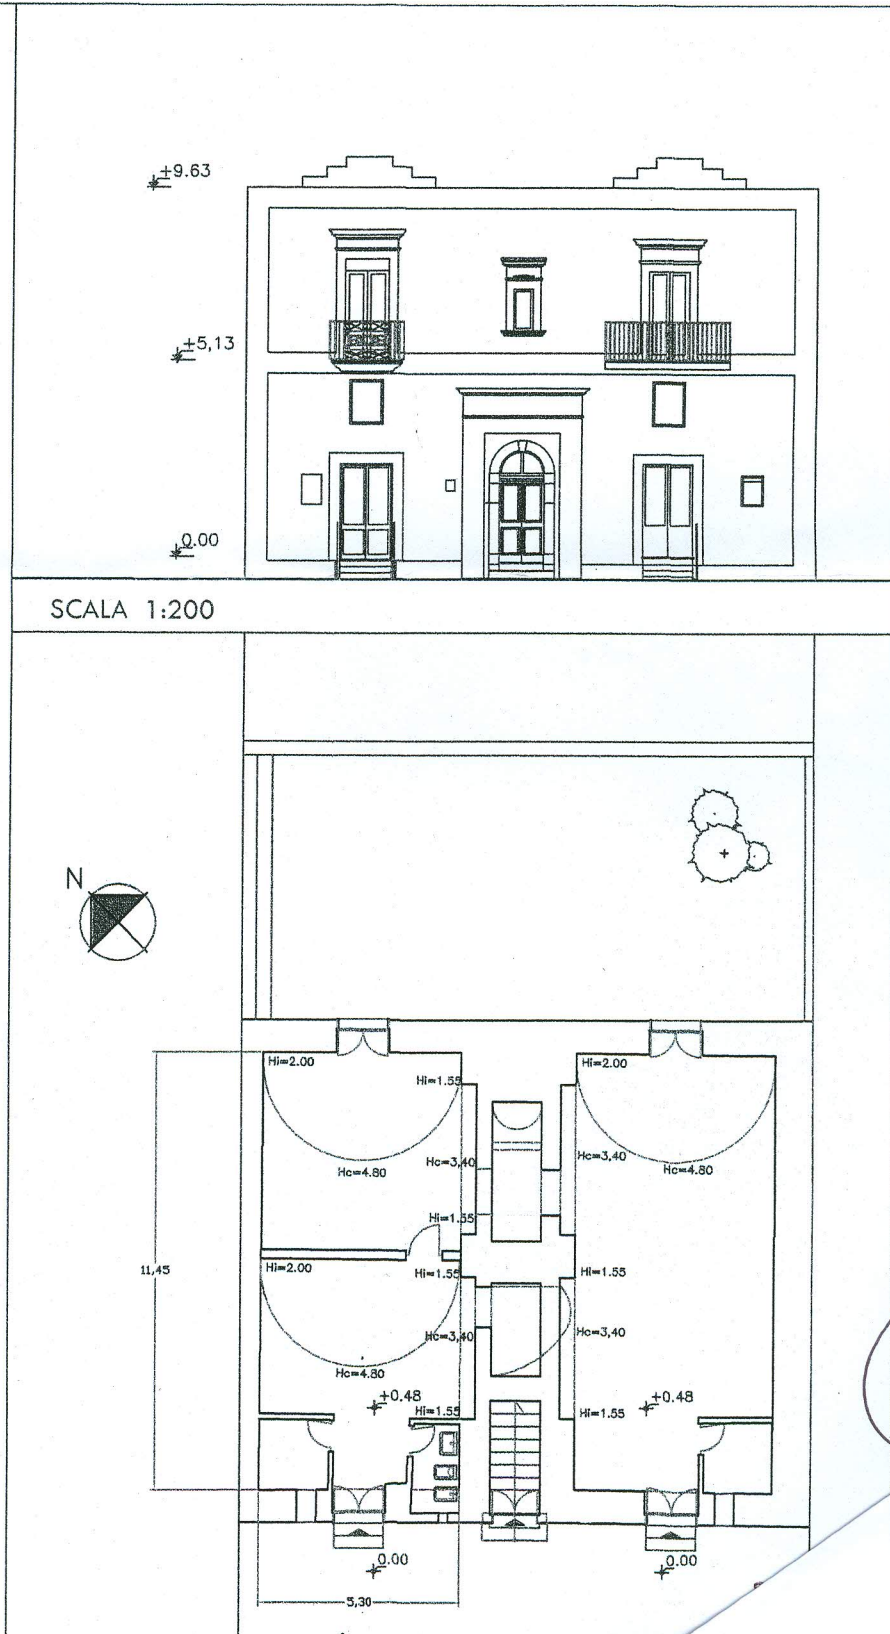 +9.63
+5,13
0.00
SCALA 1:200
N
Hi=2.00
Hi=2.00
Hi=1.55
Hc=3,40
Hc=3,40
Hc=4.80
Hc=4.80
Hi=1.55
11,45
Hi=2.00
Hi=1.55
Hi=1.55
Hc=3,40
Hc=3,40
Hc=4.80
+0.48
+0.48
Hi=1.55
Hi=1.55
0.00
0.00
5,30